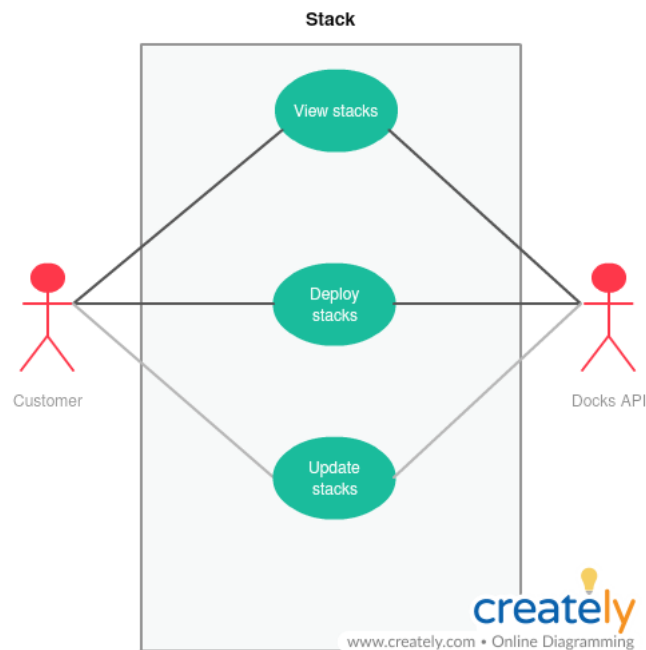 Stack
View stacks
Deploy
stacks
Update
stacks
Customer
Docks API
creately
www.creately.com • Online Diagramming